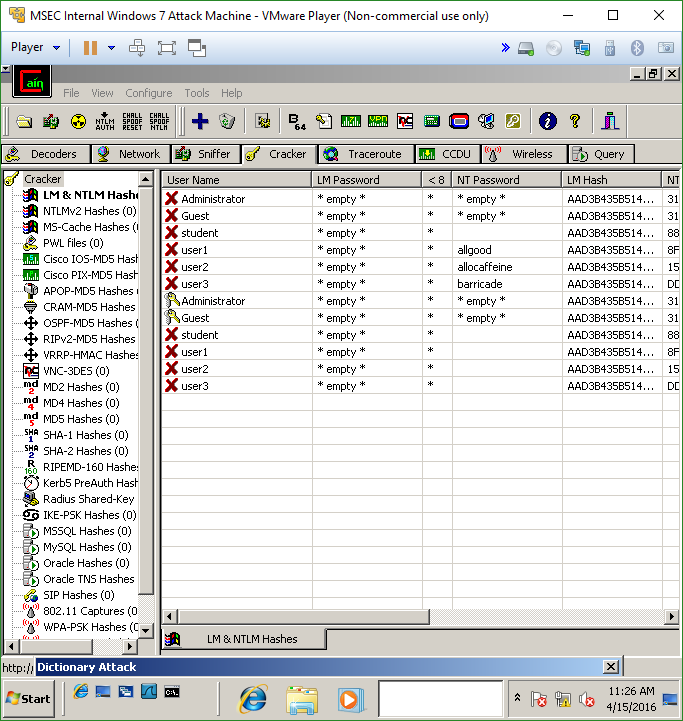 MSEC Internal Windows 7 Attack Machine - VMware Player (Non-commercial use only)
Player
Cain
File View Configure Tools Help
NTLM AUTH CHALL SPOOF RESET CHALL SPOOF NTLM B 64
Decoders Network Sniffer Cracker Traceroute CCDU Wireless Query
Cracker
LM & NTLM Hashe
NTLMv2 Hashes (0)
MS-Cache Hashes (0)
PWL files (0)
Cisco IOS-MD5 Hash
Cisco PIX-MD5 Hash
APOP-MD5 Hashes
CRAM-MD5 Hashes
OSPF-MD5 Hashes
RIPv2-MD5 Hashes
VRRP-HMAC Hashes
VNC-3DES (0)
MD2 Hashes (0)
MD4 Hashes (0)
MD5 Hashes (0)
SHA-1 Hashes (0)
SHA-2 Hashes (0)
RIPEMD-160 Hashes
Kerb5 PreAuth Hash
Radius Shared-Key
IKE-PSK Hashes (0)
MSSQL Hashes (0)
MySQL Hashes (0)
Oracle Hashes (0)
Oracle TNS Hashes
SIP Hashes (0)
802.11 Captures (0
WPA-PSK Hashes
User Name LM Password < 8 NT Password LM Hash NT
Administrator * empty * * * empty * AAD3B435B514... 31
Guest * empty * * * empty * AAD3B435B514... 31
student * empty * * AAD3B435B514... 88
user1 * empty * * allgood AAD3B435B514... 8F
user2 * empty * * allocaffeine AAD3B435B514... 15
user3 * empty * * barricade AAD3B435B514... DD
Administrator * empty * * * empty * AAD3B435B514... 31
Guest * empty * * * empty * AAD3B435B514... 31
student * empty * * AAD3B435B514... 88
user1 * empty * * AAD3B435B514... 8F
user2 * empty * * AAD3B435B514... 15
user3 * empty * * AAD3B435B514... DD
LM & NTLM Hashes
http:/
Dictionary Attack
Start
11:26 AM
4/15/2016